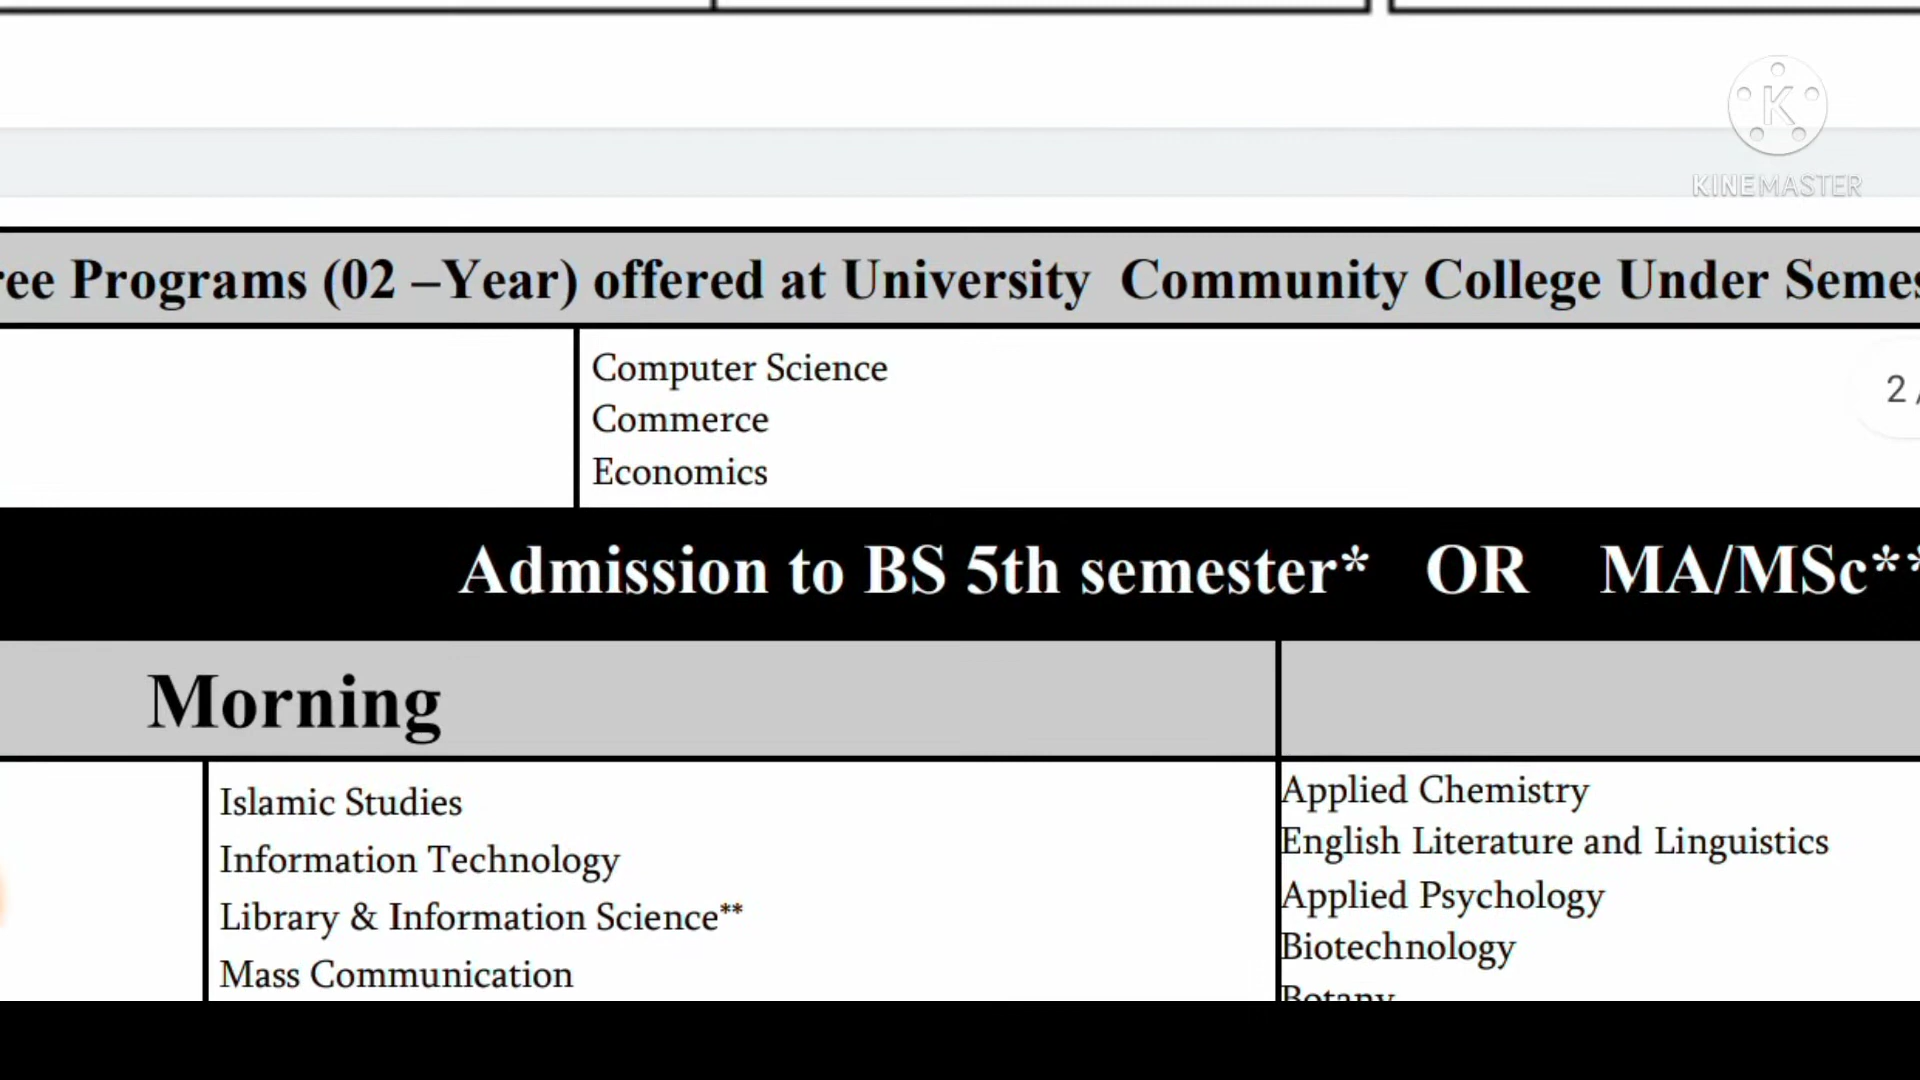 KINEMASTER
Programs (02 –Year) offered at University Community College Under
Computer Science
Commerce
Economics
2 /
Admission to BS 5th semester* OR MA/MSc**
Morning
Islamic Studies
Information Technology
Library & Information Science**
Mass Communication
Applied Chemistry
English Literature and Linguistics
Applied Psychology
Biotechnology
Botany